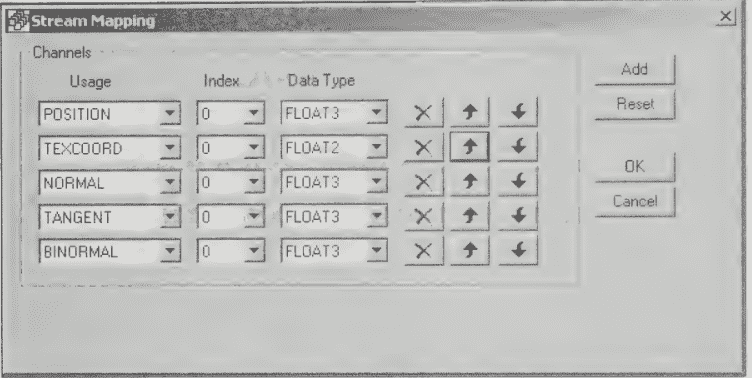 Stream Mapping
Channels
Usage Index Data Type
POSITION 0 FLOAT3
TEXCOORD 0 FLOAT2
NORMAL 0 FLOAT3
TANGENT 0 FLOAT3
BINORMAL 0 FLOAT3
Add
Reset
OK
Cancel